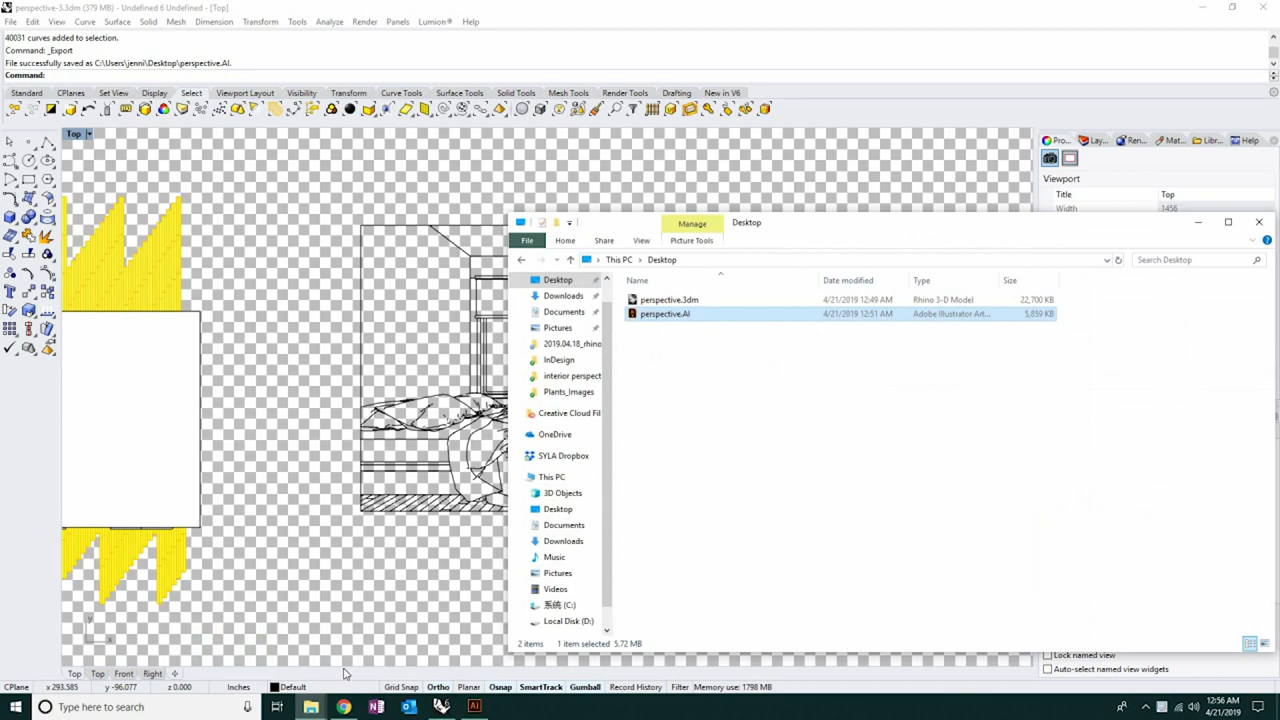 perspective-3.3dm (379 MB) - Undefined 6 Undefined - [Top]
File Edit View Curve Surface Solid Mesh Dimension Transform Tools Analyze Render Panels Lumion® Help
40031 curves added to selection.
Command: _Export
File successfully saved as C:\Users\jenni\Desktop\perspective.AI.
Command:
Standard CPlanes Set View Display Select Viewport Layout Visibility Transform Curve Tools Surface Tools Solid Tools Mesh Tools Render Tools Drafting New in V6
Top
Pro... Lay... Ren... Mat... Libr... Help
Viewport
Title Top
Width 1456
Manage Desktop
File Home Share View Picture Tools
This PC Desktop Search Desktop
Name Date modified Type Size
perspective.3dm 4/21/2019 12:49 AM Rhino 3-D Model 22,700 KB
perspective.AI 4/21/2019 12:51 AM Adobe Illustrator Art... 5,859 KB
Desktop
Downloads
Documents
Pictures
2019.04.18_rhino
InDesign
interior perspect
Plants_Images
Creative Cloud Fil
OneDrive
SYLA Dropbox
This PC
3D Objects
Desktop
Documents
Downloads
Music
Pictures
Videos
系统 (C:)
Local Disk (D:)
2 items 1 item selected 5.72 MB
Lock named view
Auto-select named view widgets
y
x
Top Top Front Right
CPlane x 293.585 y -96.077 z 0.000 Inches Default Grid Snap Ortho Planar Osnap SmartTrack Gumball Record History Filter Memory use: 1798 MB
Type here to search
Ai
12:56 AM
4/21/2019